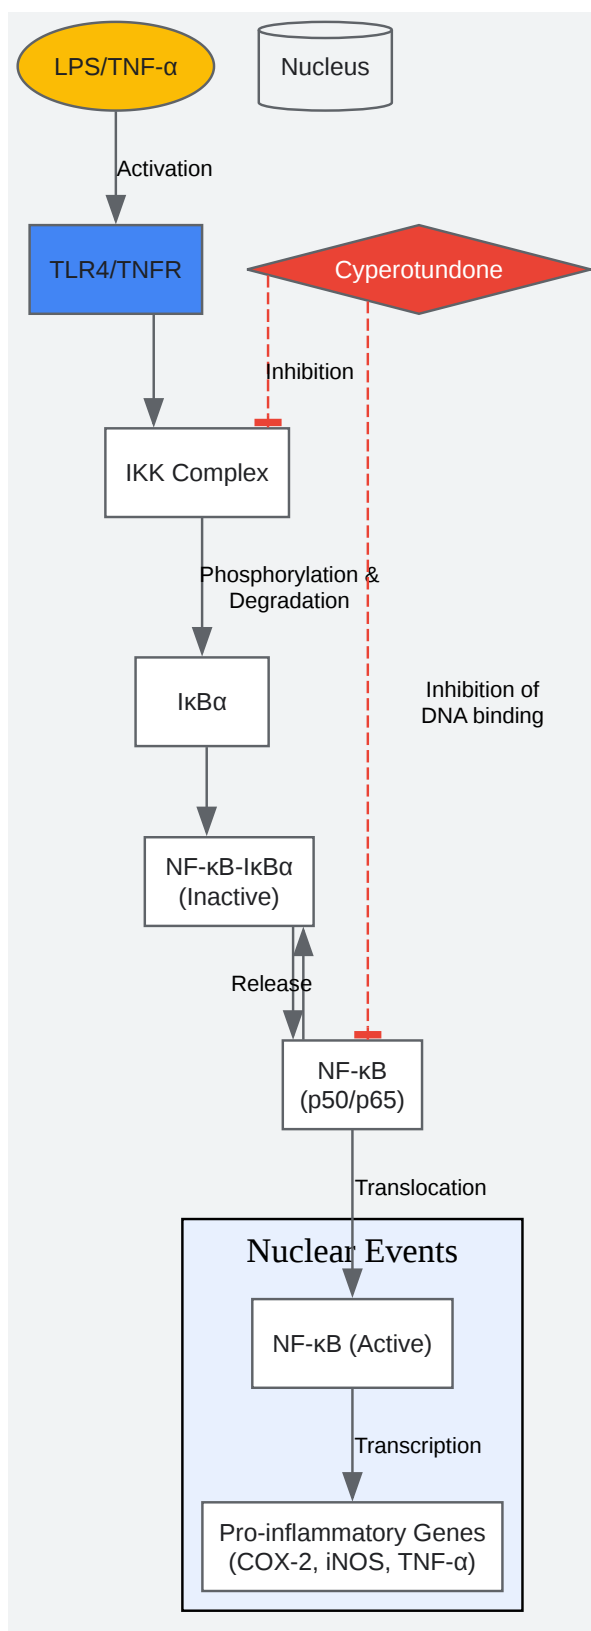 LPS/TNF-α
Nucleus
Activation
TLR4/TNFR
Cyperotundone
Inhibition
IKK Complex
Phosphorylation &
Degradation
IκBα
Inhibition of
DNA binding
NF-κB-IκBα
(Inactive)
Release
NF-κB
(p50/p65)
Translocation
Nuclear Events
NF-κB (Active)
Transcription
Pro-inflammatory Genes
(COX-2, iNOS, TNF-α)